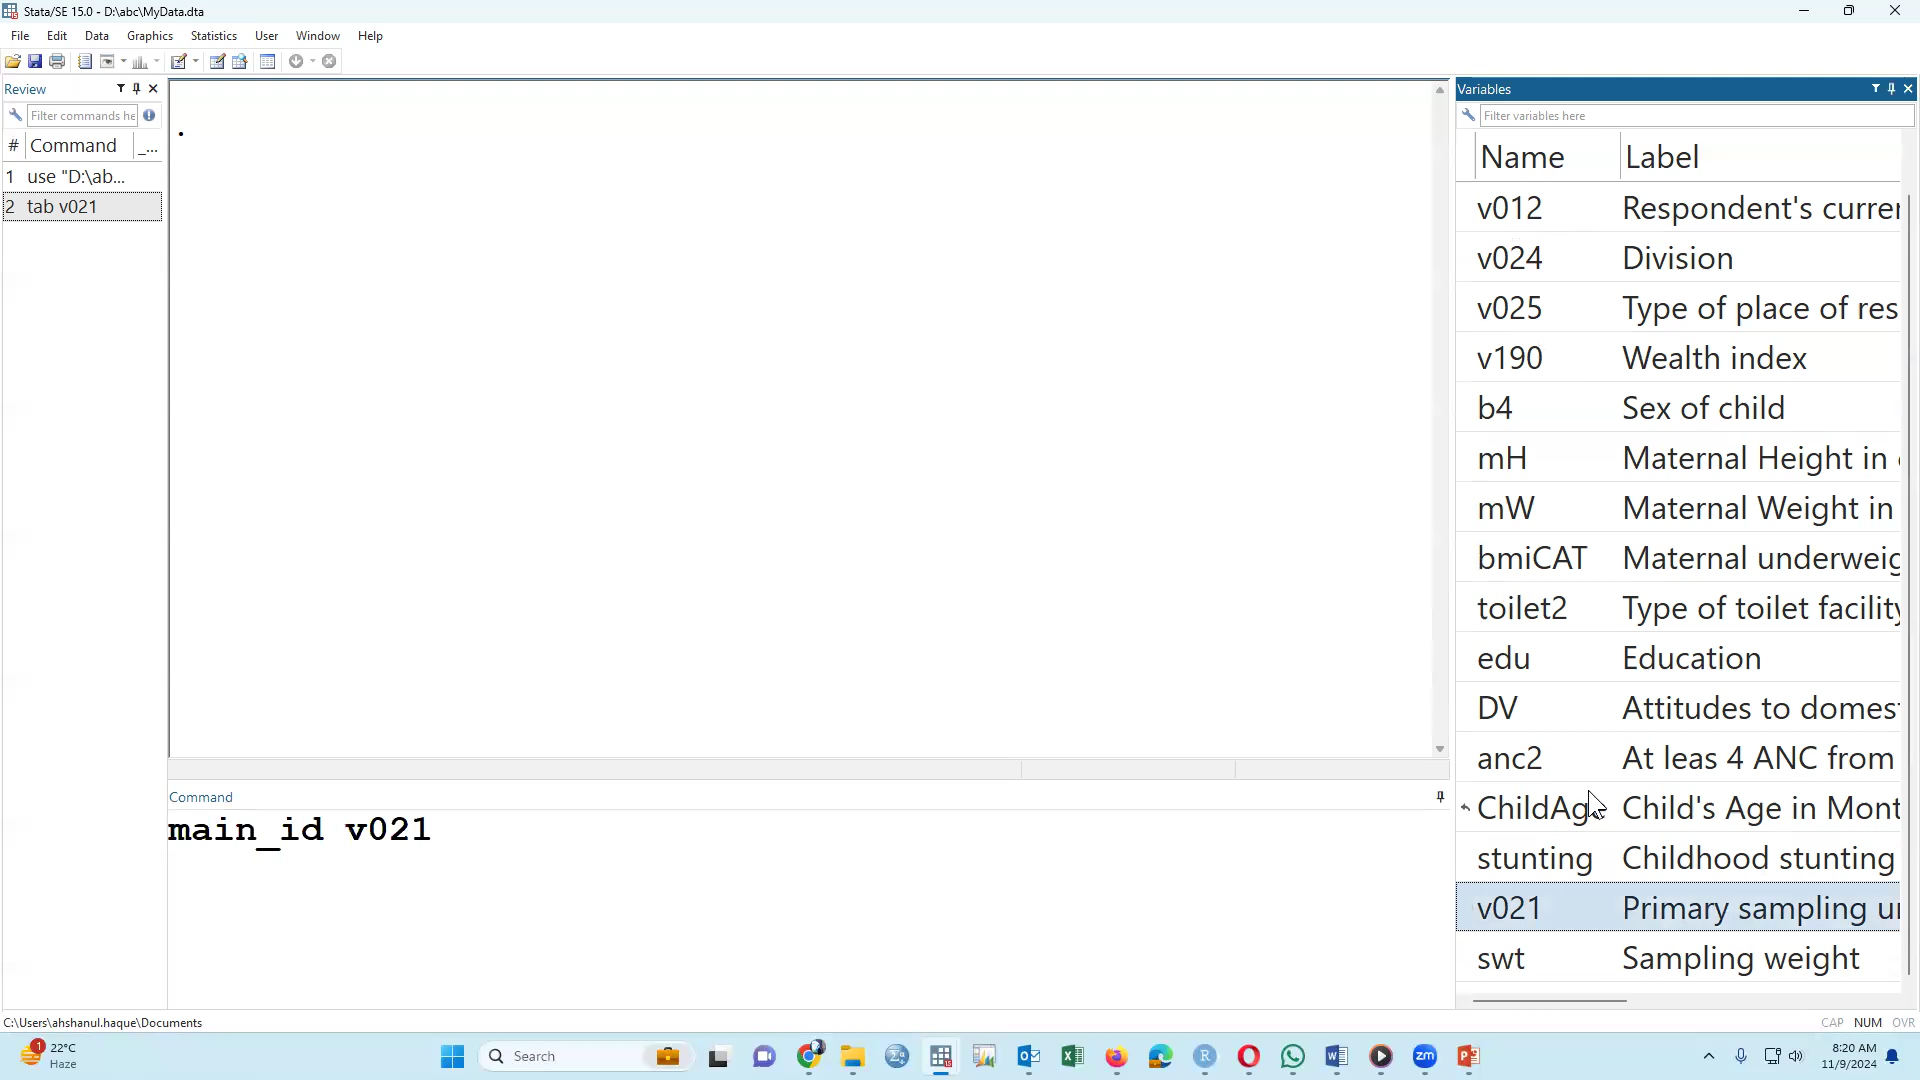 Stata/SE 15.0 - D:\abc\MyData.dta
File Edit Data Graphics Statistics User Window Help
Review
Filter commands he
# Command _...
1 use "D:\ab...
2 tab v021
.
Command
main_id v021
Variables
Filter variables here
Name Label
v012 Respondent's currer
v024 Division
v025 Type of place of res
v190 Wealth index
b4 Sex of child
mH Maternal Height in
mW Maternal Weight in
bmiCAT Maternal underweig
toilet2 Type of toilet facility
edu Education
DV Attitudes to domes
anc2 At leas 4 ANC from
ChildAg Child's Age in Mont
stunting Childhood stunting
v021 Primary sampling u
swt Sampling weight
C:\Users\ahshanul.haque\Documents
CAP NUM OVR
1
22°C
Haze
Search
zm
8:20 AM
11/9/2024